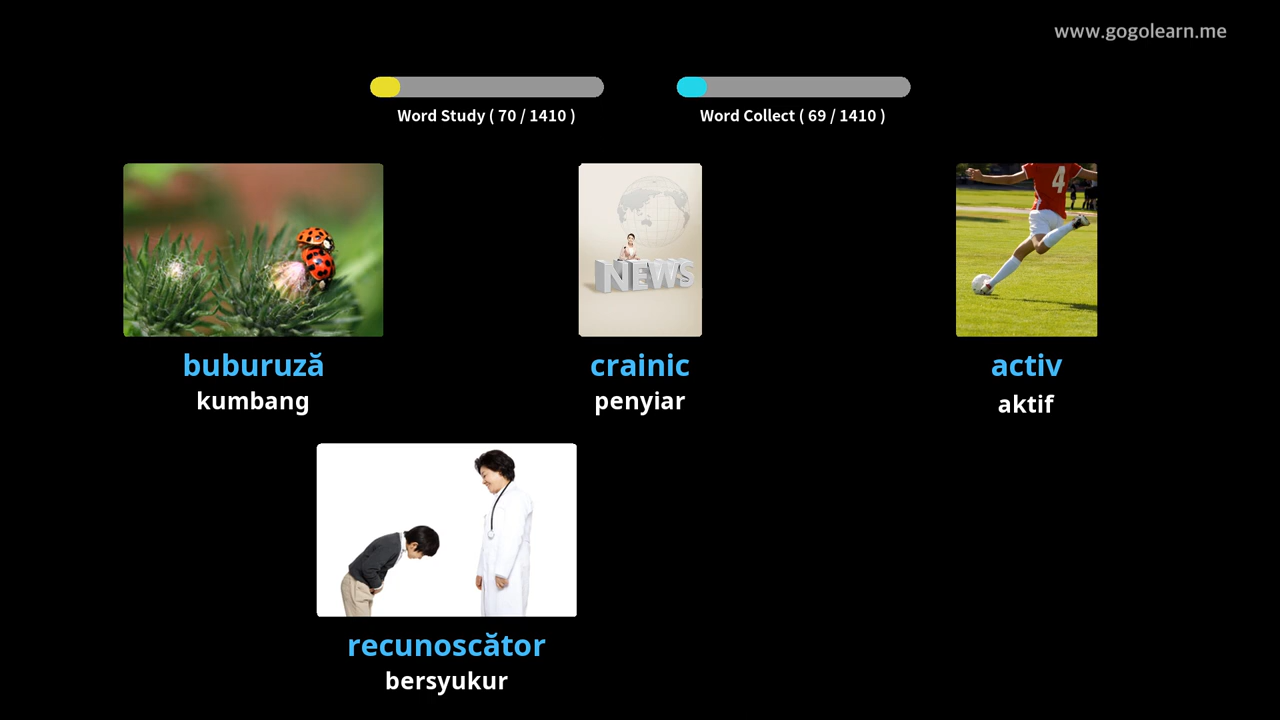 www.gogolearn.me
Word Study ( 70 / 1410 )
Word Collect ( 69 / 1410 )
NEWS
4
buburuză
crainic
activ
kumbang
penyiar
aktif
recunoscător
bersyukur